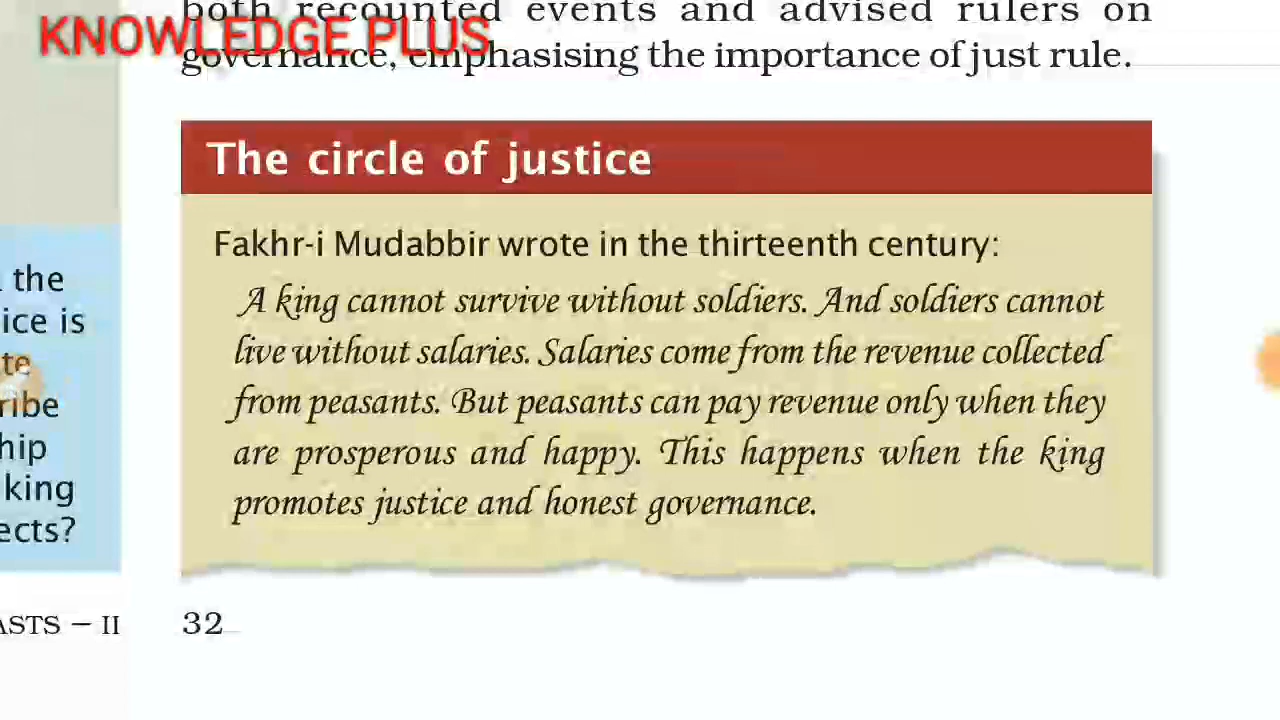 both recounted events and advised rulers on
KNOWLEDGE PLUS
governance, emphasising the importance of just rule.
The circle of justice
Fakhr-i Mudabbir wrote in the thirteenth century:
A king cannot survive without soldiers. And soldiers cannot
live without salaries. Salaries come from the revenue collected
from peasants. But peasants can pay revenue only when they
are prosperous and happy. This happens when the king
promotes justice and honest governance.
the
ice is
te
ribe
hip
king
ects?
ASTS – II
32